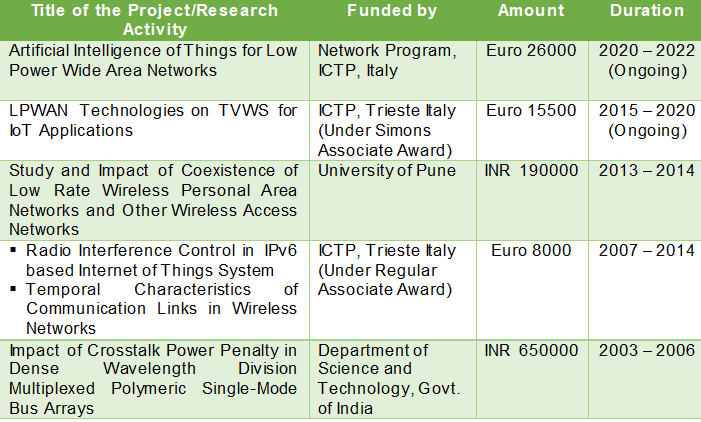 Title of the Project/Research Activity
Funded by
Amount
Duration
Artificial Intelligence of Things for Low
Power Wide Area Networks
Network Program,
ICTP, Italy
Euro 26000
2020 – 2022
(Ongoing)
LPWAN Technologies on TVWS for
IoT Applications
ICTP, Trieste Italy
(Under Simons
Associate Award)
Euro 15500
2015 – 2020
(Ongoing)
Study and Impact of Coexistence of
Low Rate Wireless Personal Area
Networks and Other Wireless Access
Networks
University of Pune
INR 190000
2013 – 2014
▪ Radio Interference Control in IPv6
based Internet of Things System
▪ Temporal Characteristics of
Communication Links in Wireless
Networks
ICTP, Trieste Italy
(Under Regular
Associate Award)
Euro 8000
2007 – 2014
Impact of Crosstalk Power Penalty in
Dense Wavelength Division
Multiplexed Polymeric Single-Mode
Bus Arrays
Department of
Science and
Technology, Govt.
of India
INR 650000
2003 – 2006